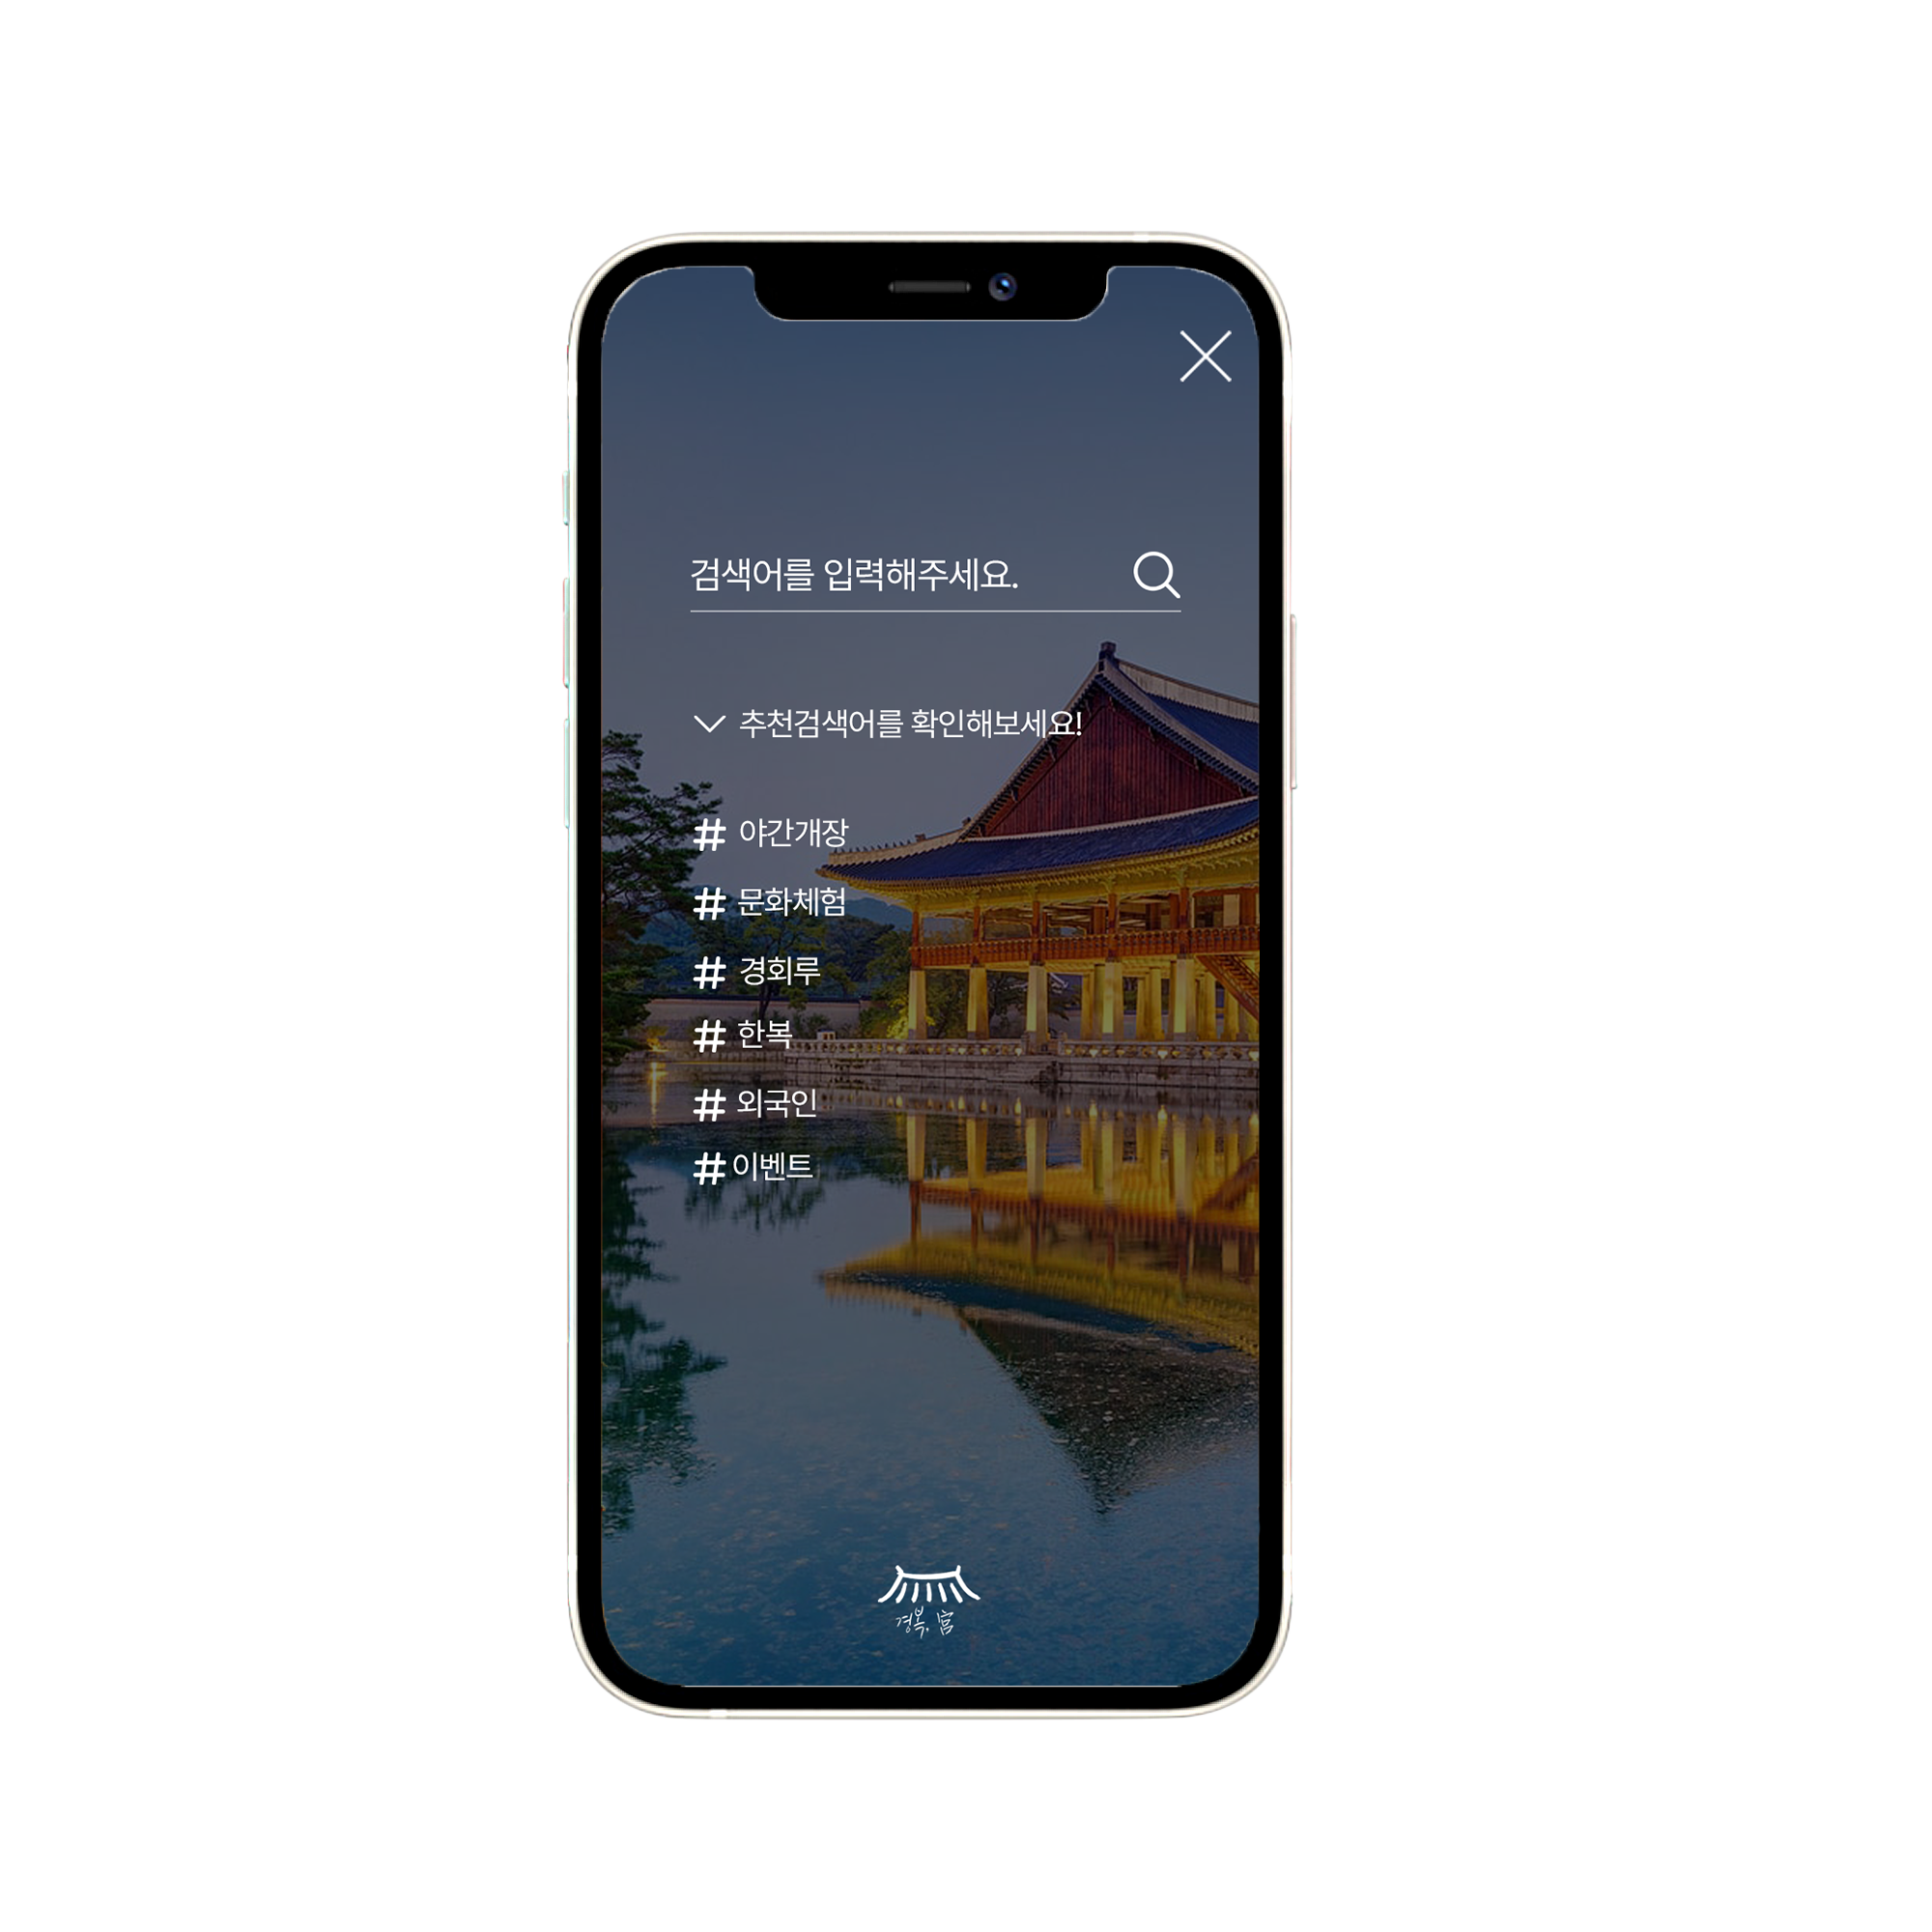 검색어를 입력해주세요.
추천검색어를 확인해보세요!
# 야간개장
# 문화체험
# 경회루
# 한복
# 외국인
# 이벤트
경복, 宮